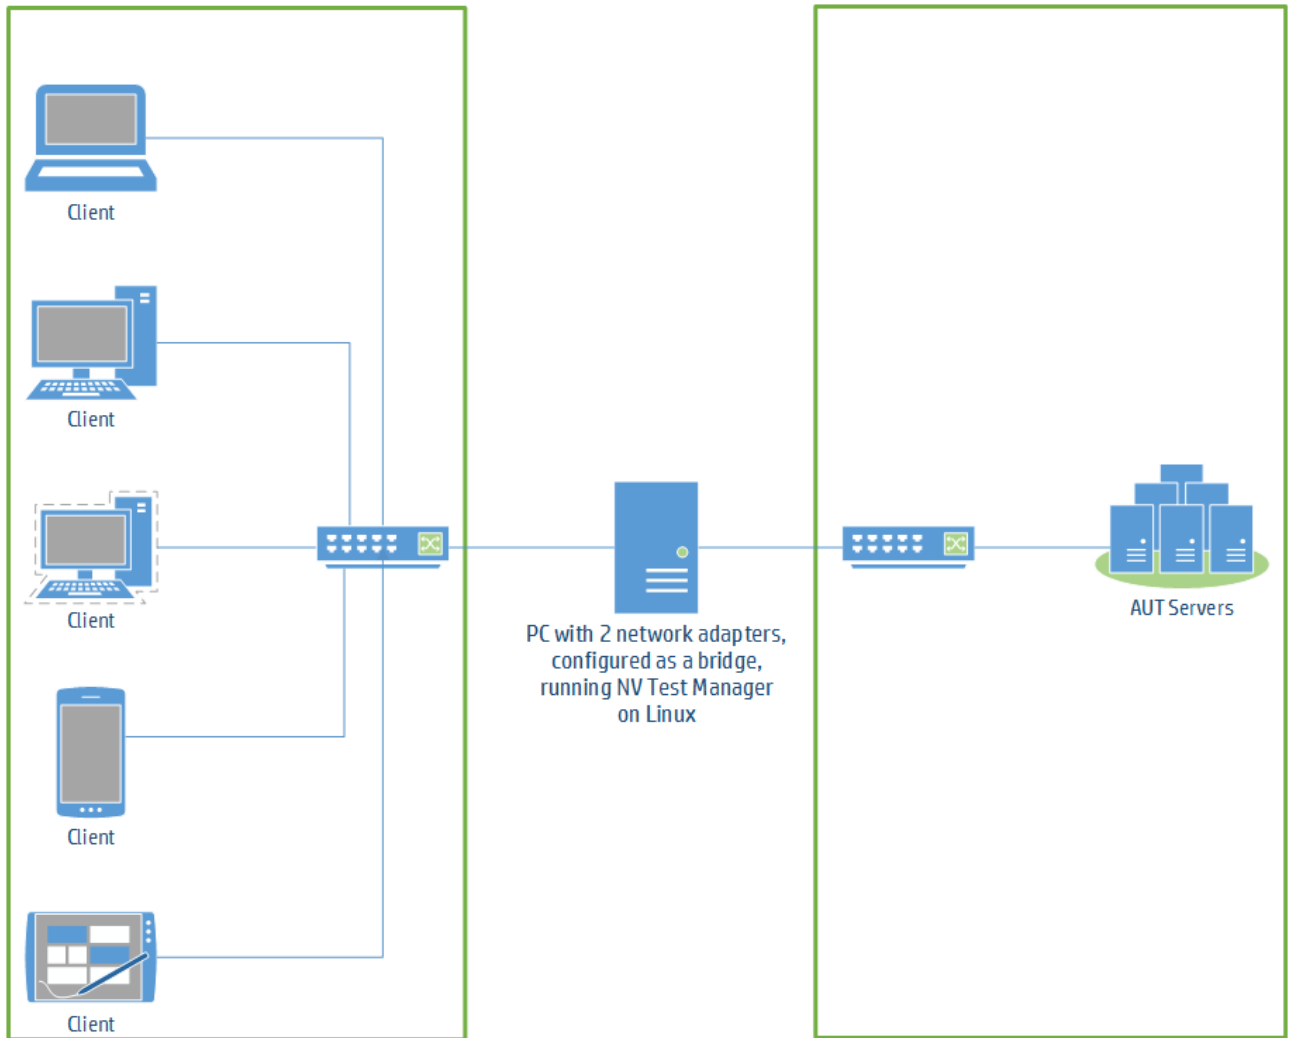 Client
Client
Client
Client
Client
PC with 2 network adapters,
configured as a bridge,
running NV Test Manager
on Linux
AUT Servers